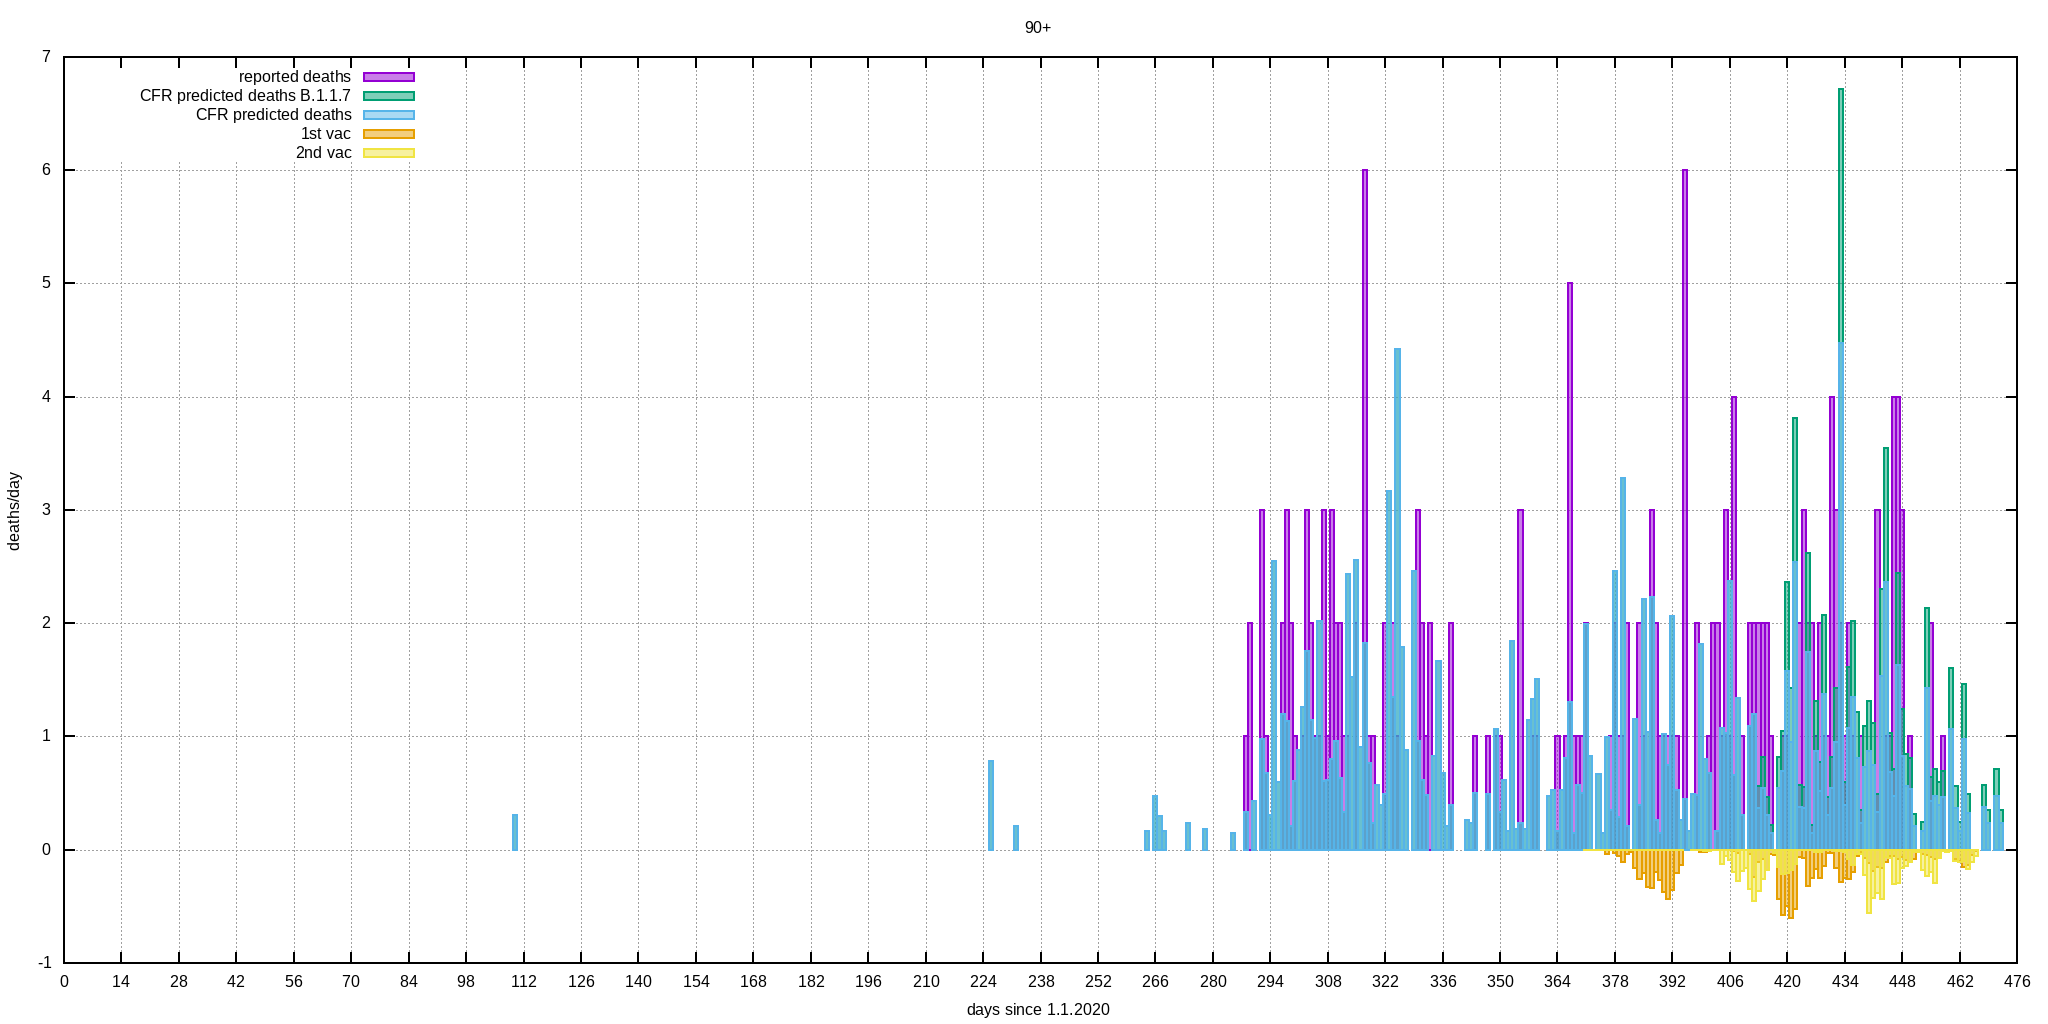 90+
7
reported deaths
CFR predicted deaths B.1.1.7
CFR predicted deaths
1st vac
2nd vac
6
5
4
3
deaths/day
2
1
0
-1
0 14 28 42 56 70 84 98 112 126 140 154 168 182 196 210 224 238 252 266 280 294 308 322 336 350 364 378 392 406 420 434 448 462 476
days since 1.1.2020